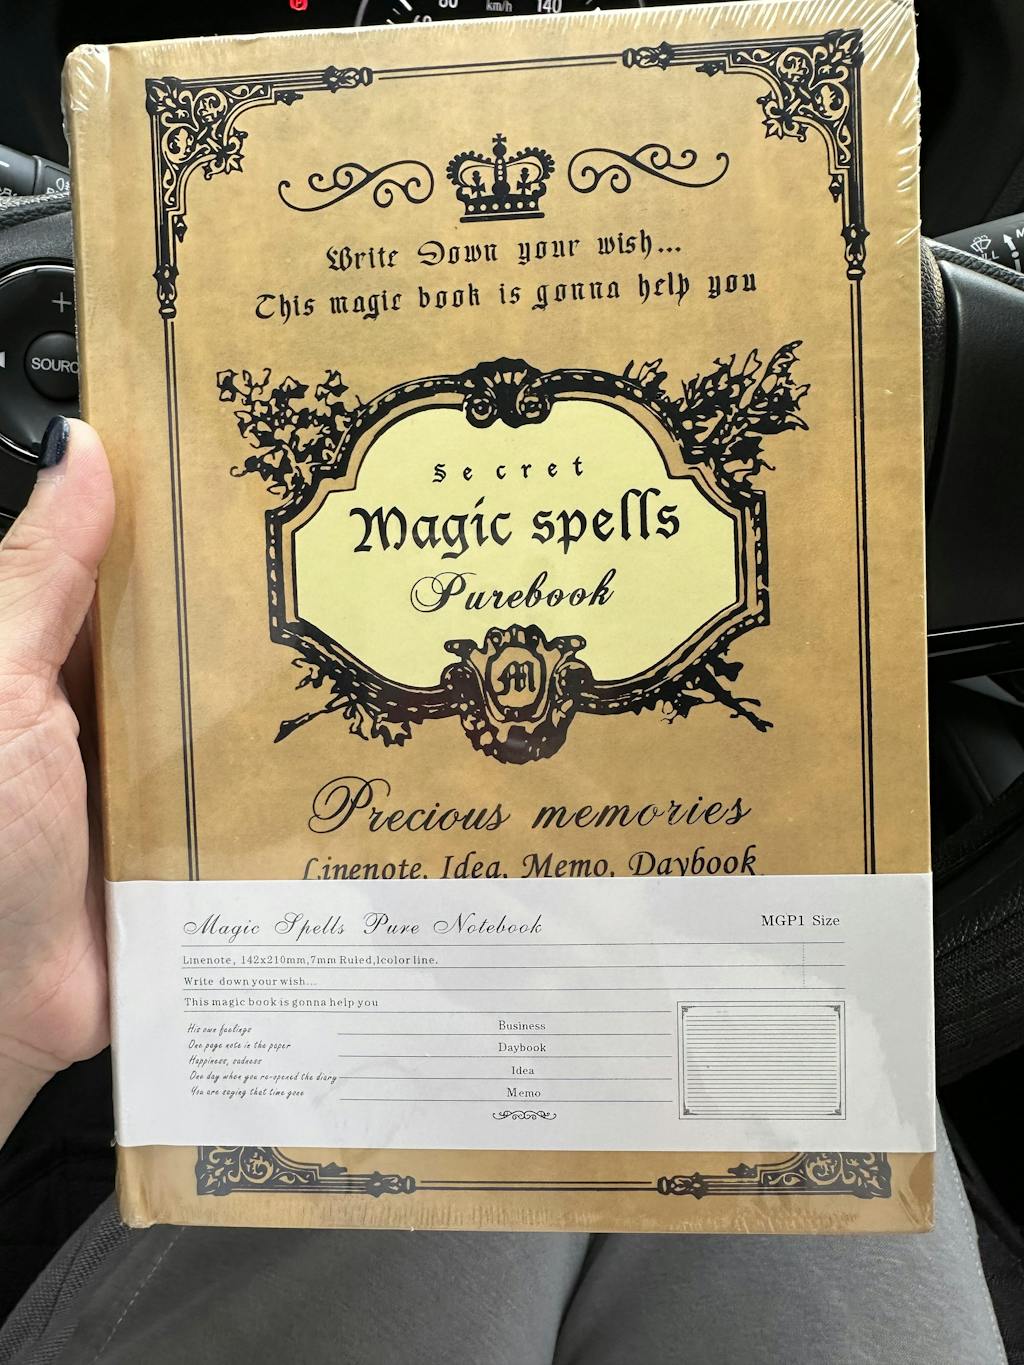 80 km/h 140
Write Down your wish...
This magic book is gonna help you
SOURC
Secret
Magic spells
Purebook
M
Precious memories
Linenote, Idea, Memo, Daybook
Magic Spells Pure Notebook
MGP1 Size
Linenote, 142x210mm,7mm Ruled,1color line.
Write down your wish...
This magic book is gonna help you
His own feelings
One page note in the paper
Happiness, sadness
One day when you re-opened the diary
You are saying that time gone
Business
Daybook
Idea
Memo